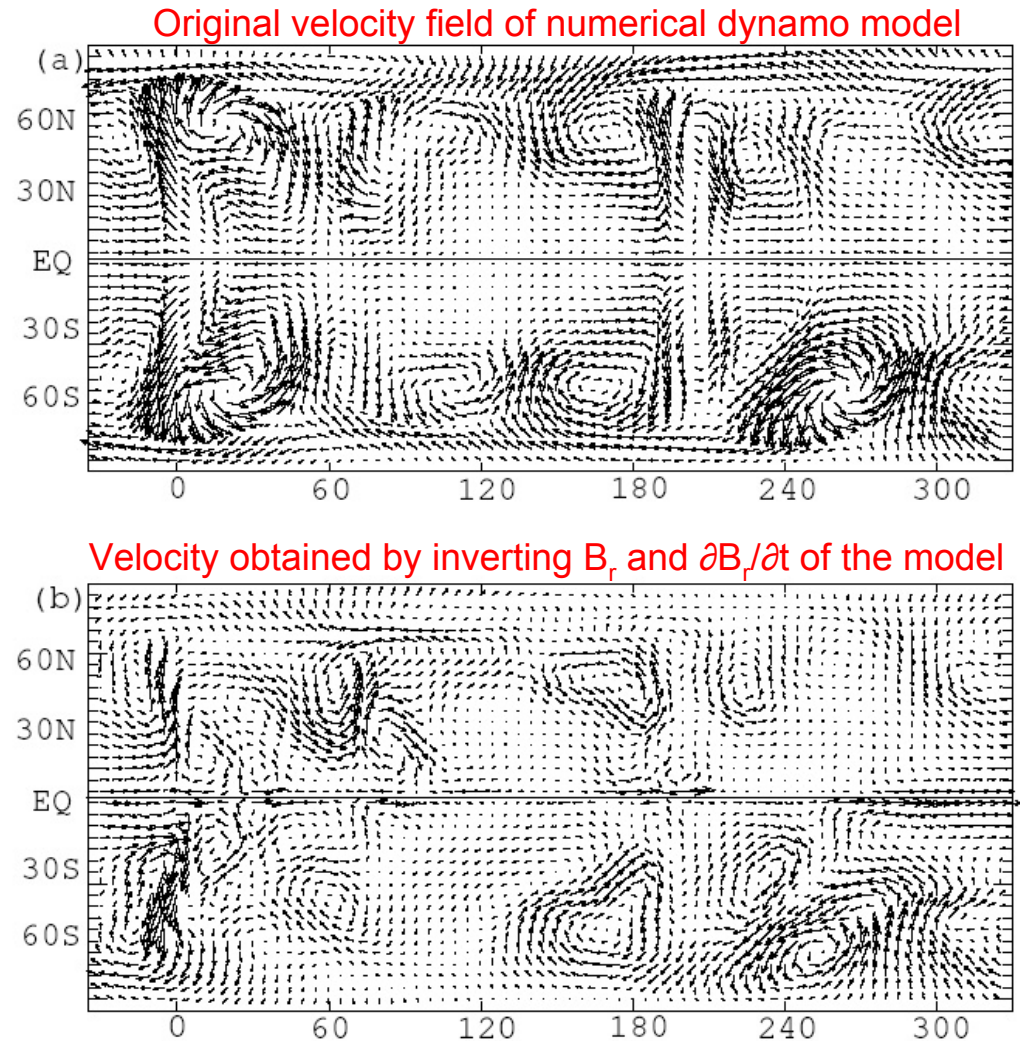 Original velocity field of numerical dynamo model
(a)
60N
30N
EQ
30S
60S
0 60 120 180 240 300
Velocity obtained by inverting Br and ∂Br/∂t of the model
(b)
60N
30N
EQ
30S
60S
0 60 120 180 240 300